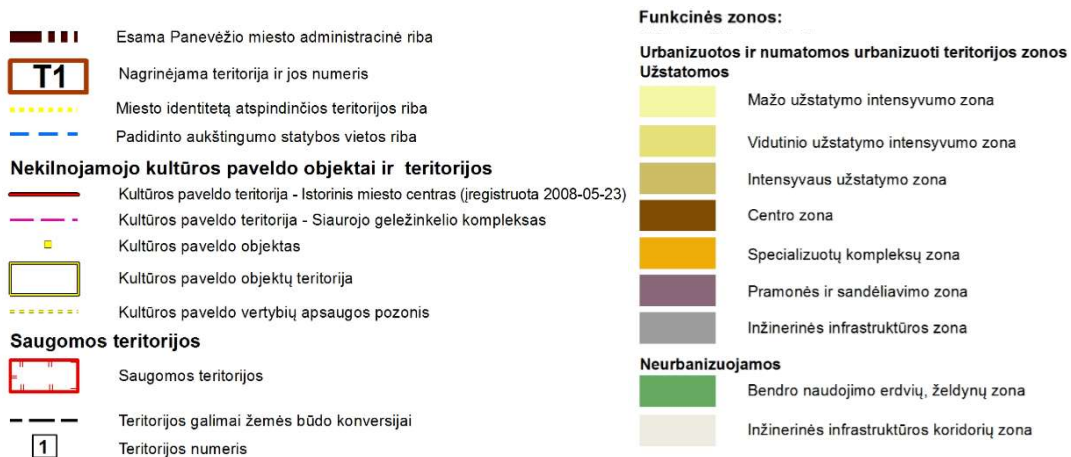 Esama Panevėžio miesto administracinė riba
T1 Nagrinėjama teritorija ir jos numeris
Miesto identitetą atspindinčios teritorijos riba
Padidinto aukštingumo statybos vietos riba
Nekilnojamojo kultūros paveldo objektai ir teritorijos
Kultūros paveldo teritorija - Istorinis miesto centras (įregistruota 2008-05-23)
Kultūros paveldo teritorija - Siaurojo geležinkelio kompleksas
Kultūros paveldo objektas
Kultūros paveldo objektų teritorija
Kultūros paveldo vertybių apsaugos pozonis
Saugomos teritorijos
Saugomos teritorijos
Teritorijos galimai žemės būdo konversijai
1 Teritorijos numeris
Funkcinės zonos:
Urbanizuotos ir numatomos urbanizuoti teritorijos zonos
Užstatomos
Mažo užstatymo intensyvumo zona
Vidutinio užstatymo intensyvumo zona
Intensyvaus užstatymo zona
Centro zona
Specializuotų kompleksų zona
Pramonės ir sandėliavimo zona
Inžinerinės infrastruktūros zona
Neurbanizuojamos
Bendro naudojimo erdvių, želdynų zona
Inžinerinės infrastruktūros koridorių zona